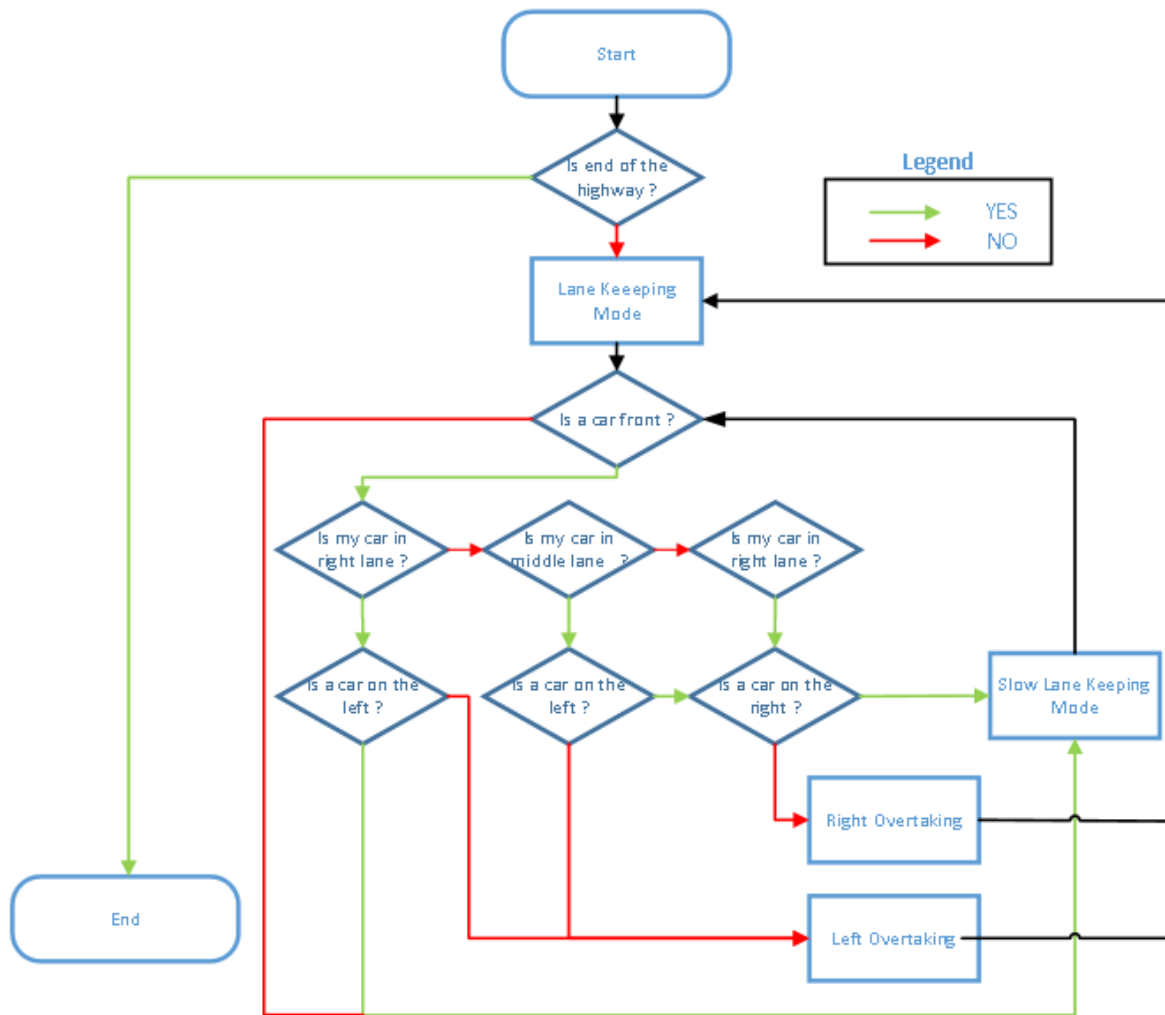 Start
Is end of the
highway ?
Legend
YES
NO
Lane Keeeping
Mode
Is a car front ?
Is my car in
right lane ?
Is my car in
middle lane ?
Is my car in
right lane ?
Is a car on the
left ?
Is a car on the
left ?
Is a car on the
right ?
Slow Lane Keeping
Mode
Right Overtaking
End
Left Overtaking